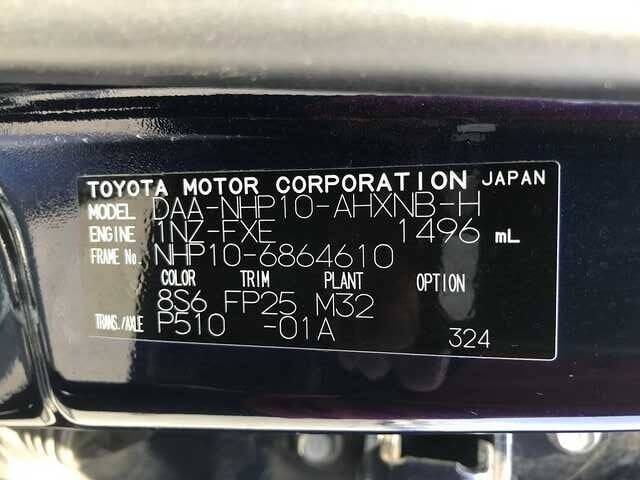 TOYOTA MOTOR CORPORATION JAPAN
MODEL DAA-NHP10-AHXNB-H
ENGINE 1NZ-FXE 1496 mL
FRAME No. NHP10-6864610
COLOR TRIM PLANT OPTION
8S6 FP25 M32
TRANS./AXLE P510 -01A 324